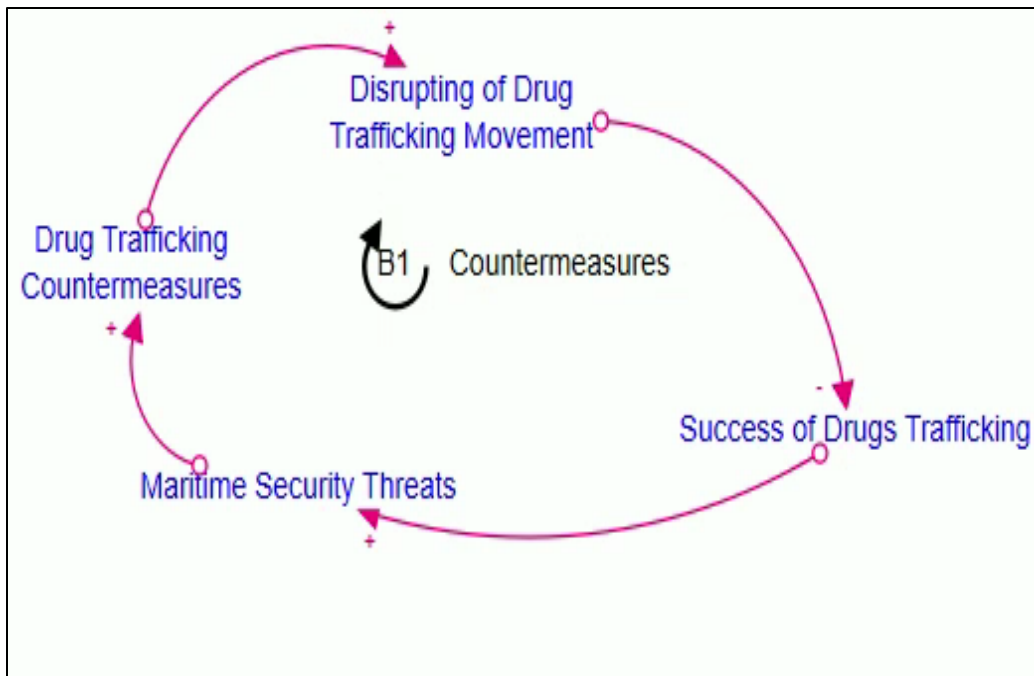 +
Disrupting of Drug
Trafficking Movement
Drug Trafficking
Countermeasures
B1 Countermeasures
+
-
Success of Drugs Trafficking
Maritime Security Threats
+